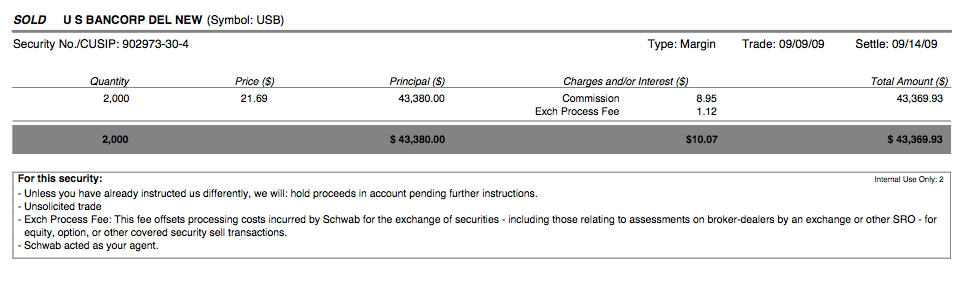 SOLD U S BANCORP DEL NEW (Symbol: USB)
Security No./CUSIP: 902973-30-4 Type: Margin Trade: 09/09/09 Settle: 09/14/09
Quantity Price ($) Principal ($) Charges and/or Interest ($) Total Amount ($)
2,000 21.69 43,380.00 Commission 8.95 43,369.93
Exch Process Fee 1.12
2,000 $ 43,380.00 $10.07 $ 43,369.93
For this security: Internal Use Only: 2
- Unless you have already instructed us differently, we will: hold proceeds in account pending further instructions.
- Unsolicited trade
- Exch Process Fee: This fee offsets processing costs incurred by Schwab for the exchange of securities - including those relating to assessments on broker-dealers by an exchange or other SRO - for
equity, option, or other covered security sell transactions.
- Schwab acted as your agent.